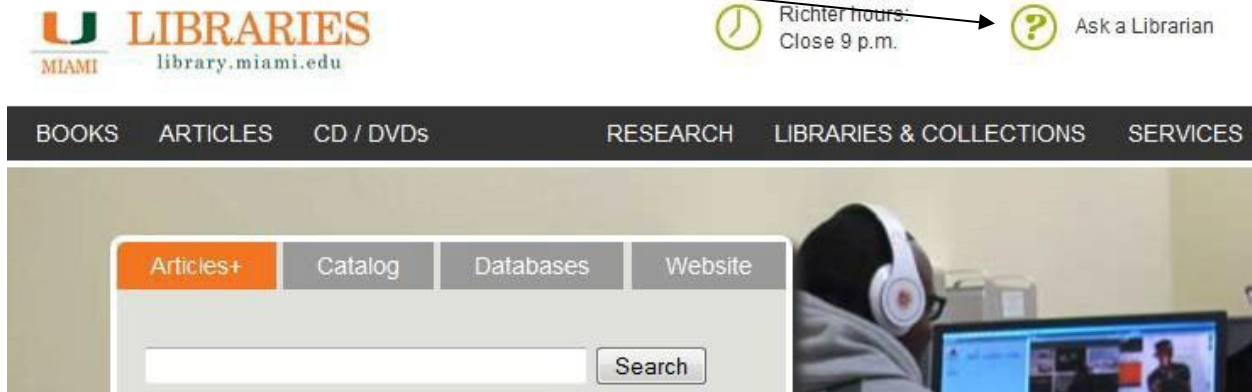 LIBRARIES
MIAMI
library.miami.edu
Richter hours:
Close 9 p.m.
?
Ask a Librarian
BOOKS ARTICLES CD / DVDs RESEARCH LIBRARIES & COLLECTIONS SERVICES
Articles+ Catalog Databases Website
Search